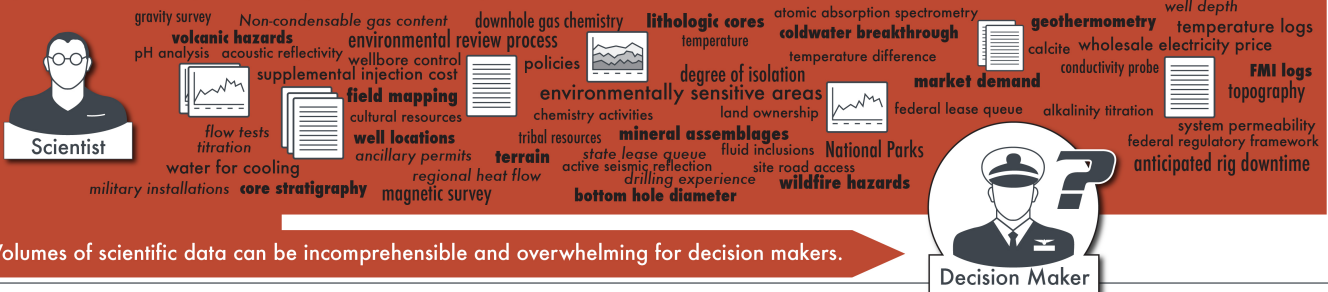 gravity survey
Non-condensable gas content
downhole gas chemistry
lithologic cores
atomic absorption spectrometry
well depth
volcanic hazards
environmental review process
temperature
coldwater breakthrough
geothermometry
temperature logs
pH analysis
acoustic reflectivity
wellbore control
policies
temperature difference
calcite
wholesale electricity price
supplemental injection cost
degree of isolation
market demand
conductivity probe
FMI logs
field mapping
environmentally sensitive areas
topography
cultural resources
chemistry activities
land ownership
federal lease queue
alkalinity titration
flow tests
titration
well locations
tribal resources
mineral assemblages
system permeability
Scientist
ancillary permits
terrain
state lease queue
fluid inclusions
National Parks
federal regulatory framework
water for cooling
regional heat flow
active seismic reflection
site road access
anticipated rig downtime
military installations
core stratigraphy
magnetic survey
drilling experience
wildfire hazards
bottom hole diameter
?
Volumes of scientific data can be incomprehensible and overwhelming for decision makers.
Decision Maker